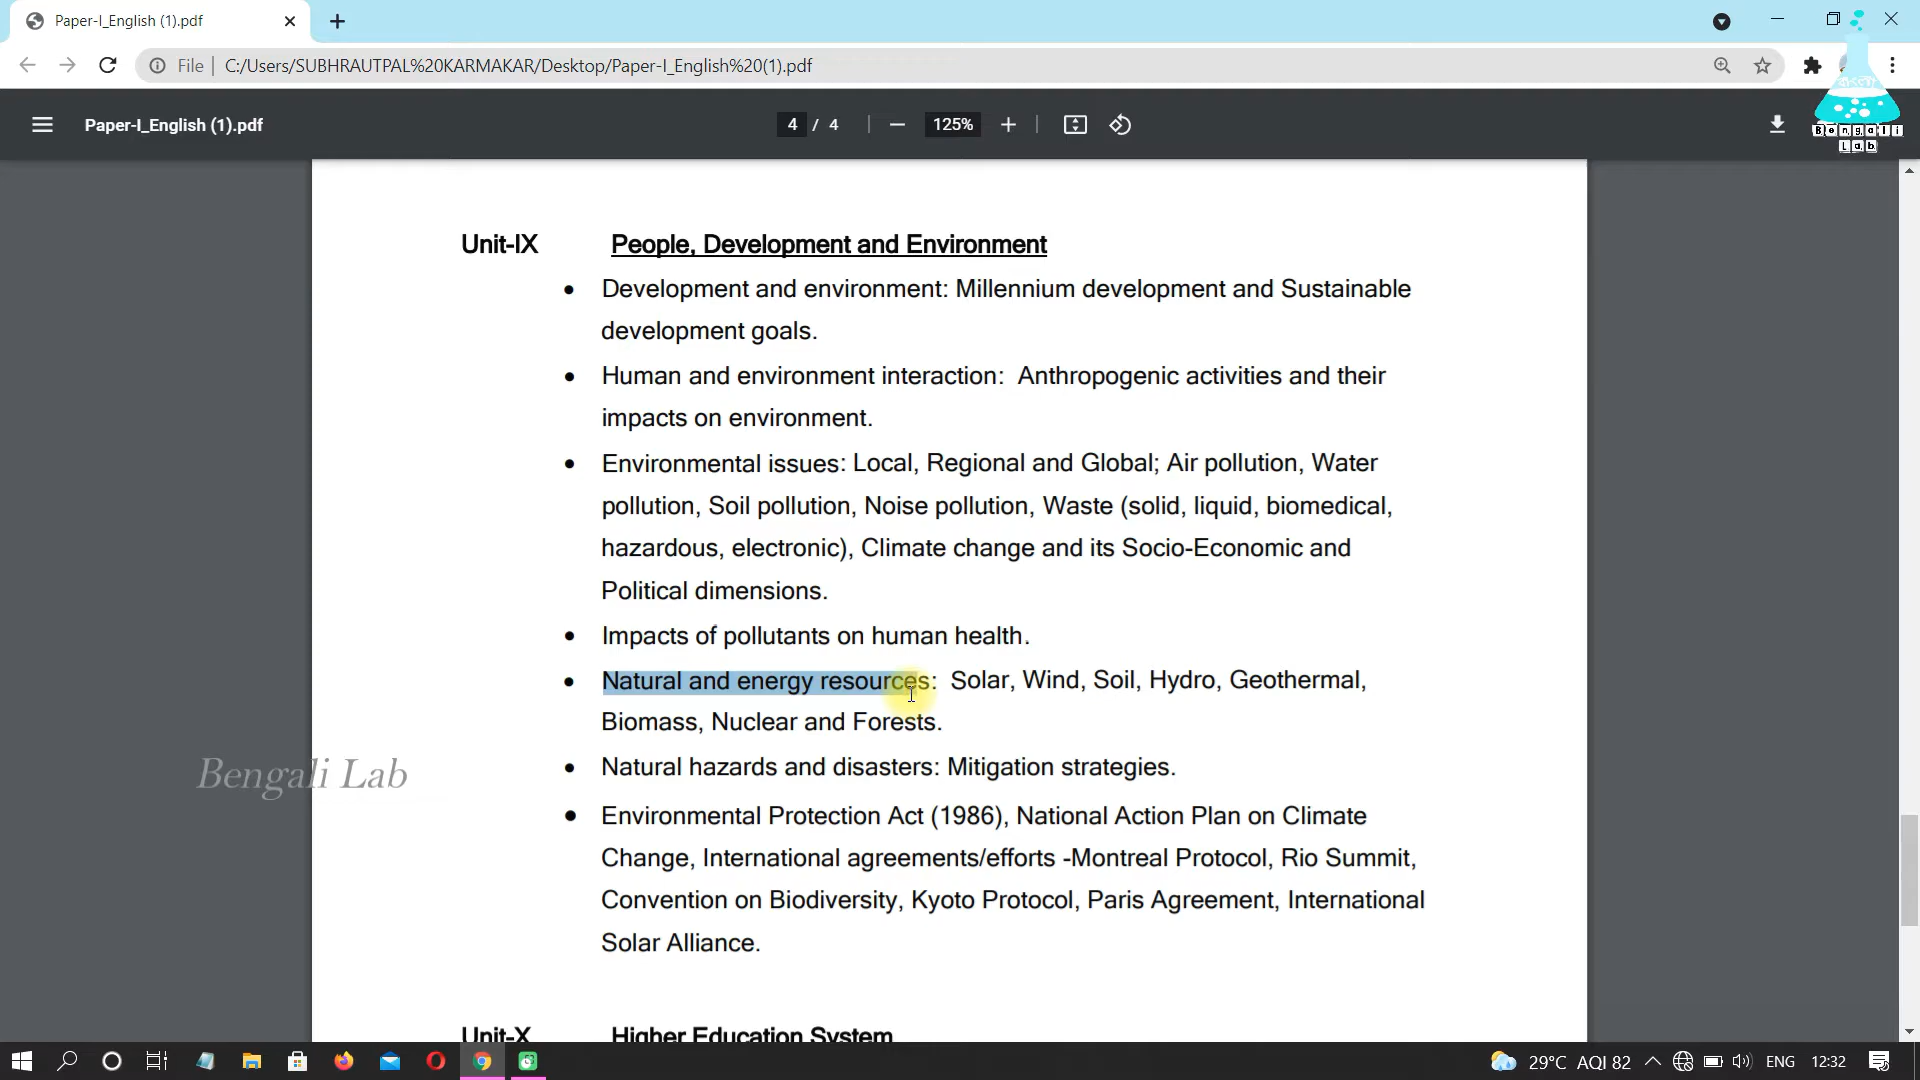 Paper-I_English (1).pdf
File | C:/Users/SUBHRAUTPAL%20KARMAKAR/Desktop/Paper-I_English%20(1).pdf
Paper-I_English (1).pdf
4 / 4
125%
Bengali
Lab
Unit-IX People, Development and Environment
• Development and environment: Millennium development and Sustainable
development goals.
• Human and environment interaction: Anthropogenic activities and their
impacts on environment.
• Environmental issues: Local, Regional and Global; Air pollution, Water
pollution, Soil pollution, Noise pollution, Waste (solid, liquid, biomedical,
hazardous, electronic), Climate change and its Socio-Economic and
Political dimensions.
• Impacts of pollutants on human health.
• Natural and energy resources: Solar, Wind, Soil, Hydro, Geothermal,
Biomass, Nuclear and Forests.
• Natural hazards and disasters: Mitigation strategies.
Bengali Lab
• Environmental Protection Act (1986), National Action Plan on Climate
Change, International agreements/efforts -Montreal Protocol, Rio Summit,
Convention on Biodiversity, Kyoto Protocol, Paris Agreement, International
Solar Alliance.
Unit-X Higher Education System
29°C AQI 82 ENG 12:32